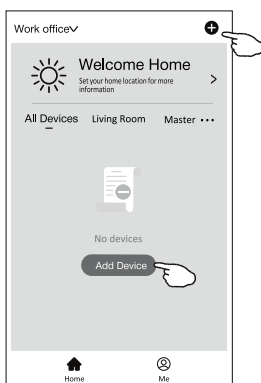 Work office
Welcome Home
Set your home location for more
information
All Devices Living Room Master ...
No devices
Add Device
Home Me